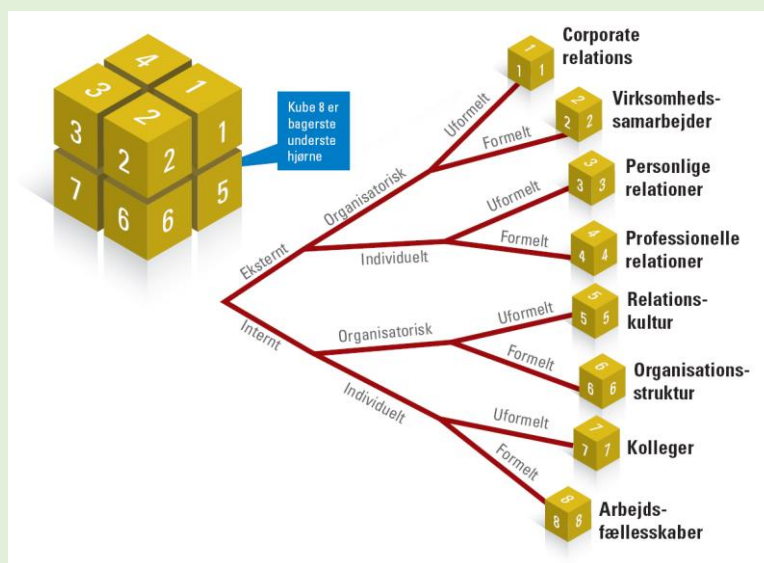 4
3
1
2
3
2
2
1
7
6
6
5
Kube 8 er
bagerste
underste
hjørne
Eksternt
Internt
Organisatorisk
Individuelt
Organisatorisk
Individuelt
Uformelt
Formelt
Uformelt
Formelt
Uformelt
Formelt
Uformelt
Formelt
1
1 1
Corporate
relations
2
2 2
Virksomheds-
samarbejder
3
3 3
Personlige
relationer
4
4 4
Professionelle
relationer
5
5 5
Relations-
kultur
6
6 6
Organisations-
struktur
7
7 7
Kolleger
8
8 8
Arbejds-
fællesskaber